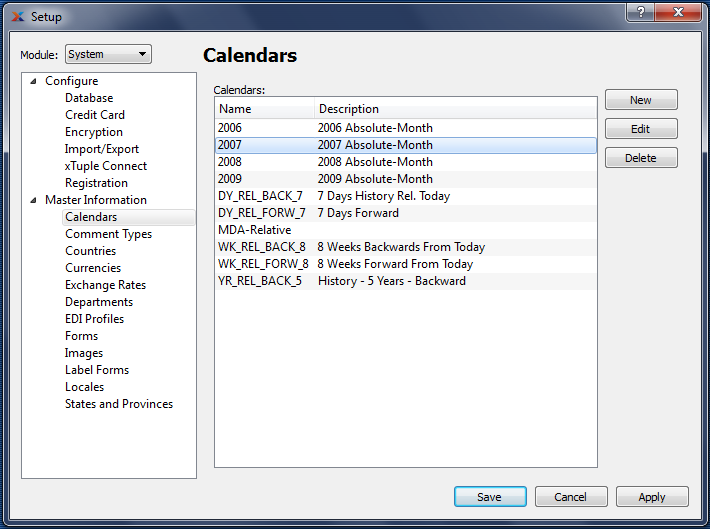 Setup
?
Module: System
Calendars
Configure
Database
Credit Card
Encryption
Import/Export
xTuple Connect
Registration
Master Information
Calendars
Comment Types
Countries
Currencies
Exchange Rates
Departments
EDI Profiles
Forms
Images
Label Forms
Locales
States and Provinces
Calendars:
Name Description
2006 2006 Absolute-Month
2007 2007 Absolute-Month
2008 2008 Absolute-Month
2009 2009 Absolute-Month
DY_REL_BACK_7 7 Days History Rel. Today
DY_REL_FORW_7 7 Days Forward
MDA-Relative
WK_REL_BACK_8 8 Weeks Backwards From Today
WK_REL_FORW_8 8 Weeks Forward From Today
YR_REL_BACK_5 History - 5 Years - Backward
New
Edit
Delete
Save Cancel Apply